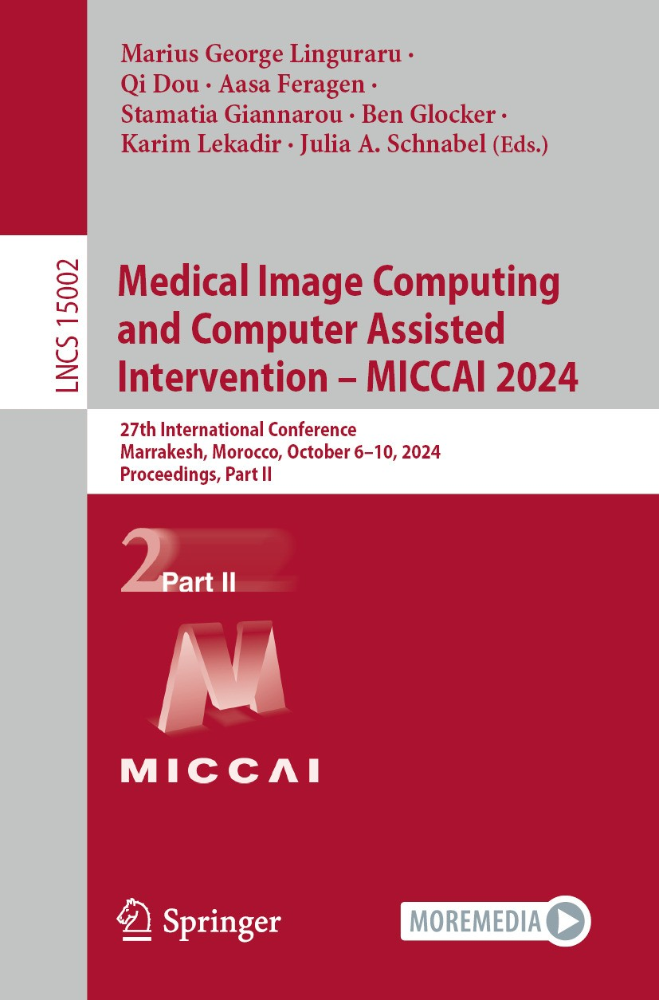 Marius George Linguraru ·
Qi Dou · Aasa Feragen ·
Stamatia Giannarou · Ben Glocker ·
Karim Lekadir · Julia A. Schnabel (Eds.)
LNCS 15002
Medical Image Computing
and Computer Assisted
Intervention – MICCAI 2024
27th International Conference
Marrakesh, Morocco, October 6–10, 2024
Proceedings, Part II
2 Part II
MICCAI
Springer
MOREMEDIA